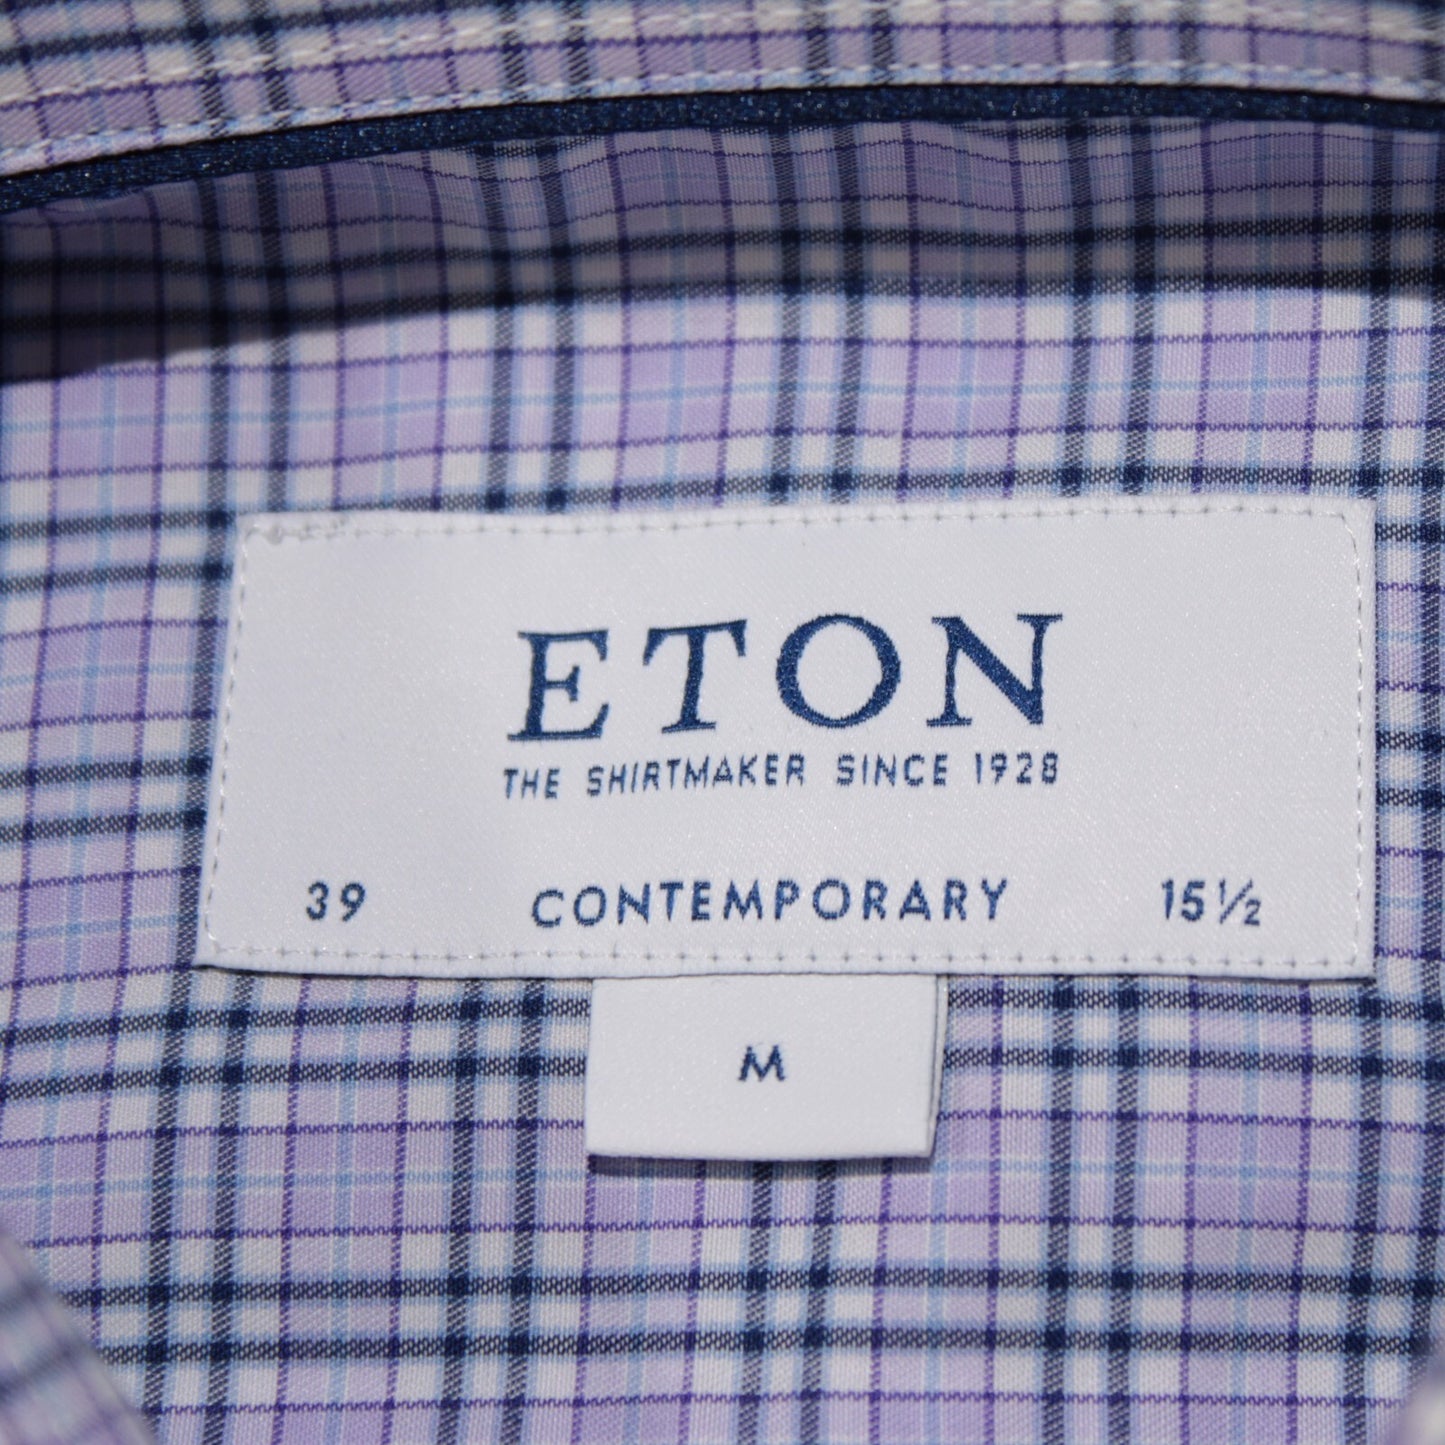 ETON
THE SHIRTMAKER SINCE 1928
39 CONTEMPORARY 15½
M